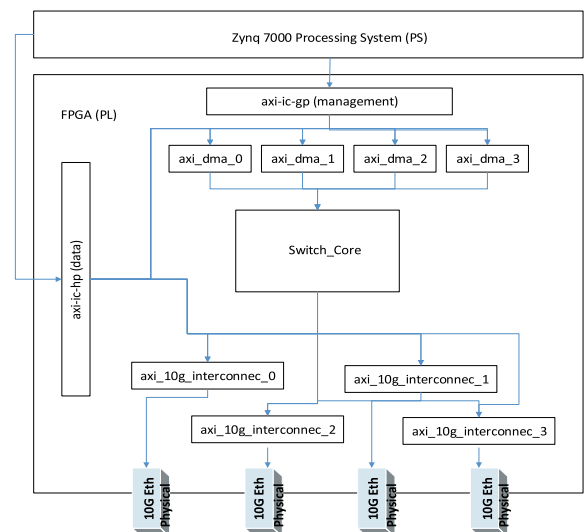 Zynq 7000 Processing System (PS)
axi-ic-gp (management)
FPGA (PL)
axi_dma_0
axi_dma_1
axi_dma_2
axi_dma_3
axi-ic-hp (data)
Switch_Core
axi_10g_interconnec_0
axi_10g_interconnec_1
axi_10g_interconnec_2
axi_10g_interconnec_3
10G Eth
Physical
10G Eth
Physical
10G Eth
Physical
10G Eth
Physical